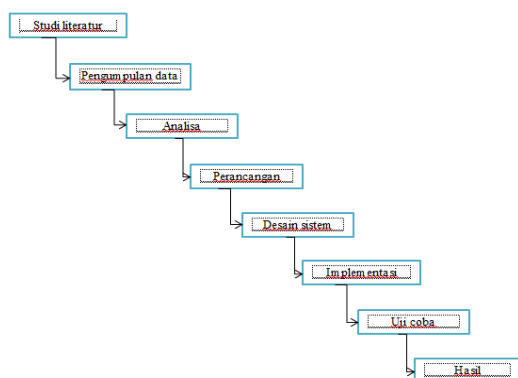 Studi literatur
Pengumpulan data
Analisa
Perancangan
Desain sistem
Implementasi
Uji coba
Hasil